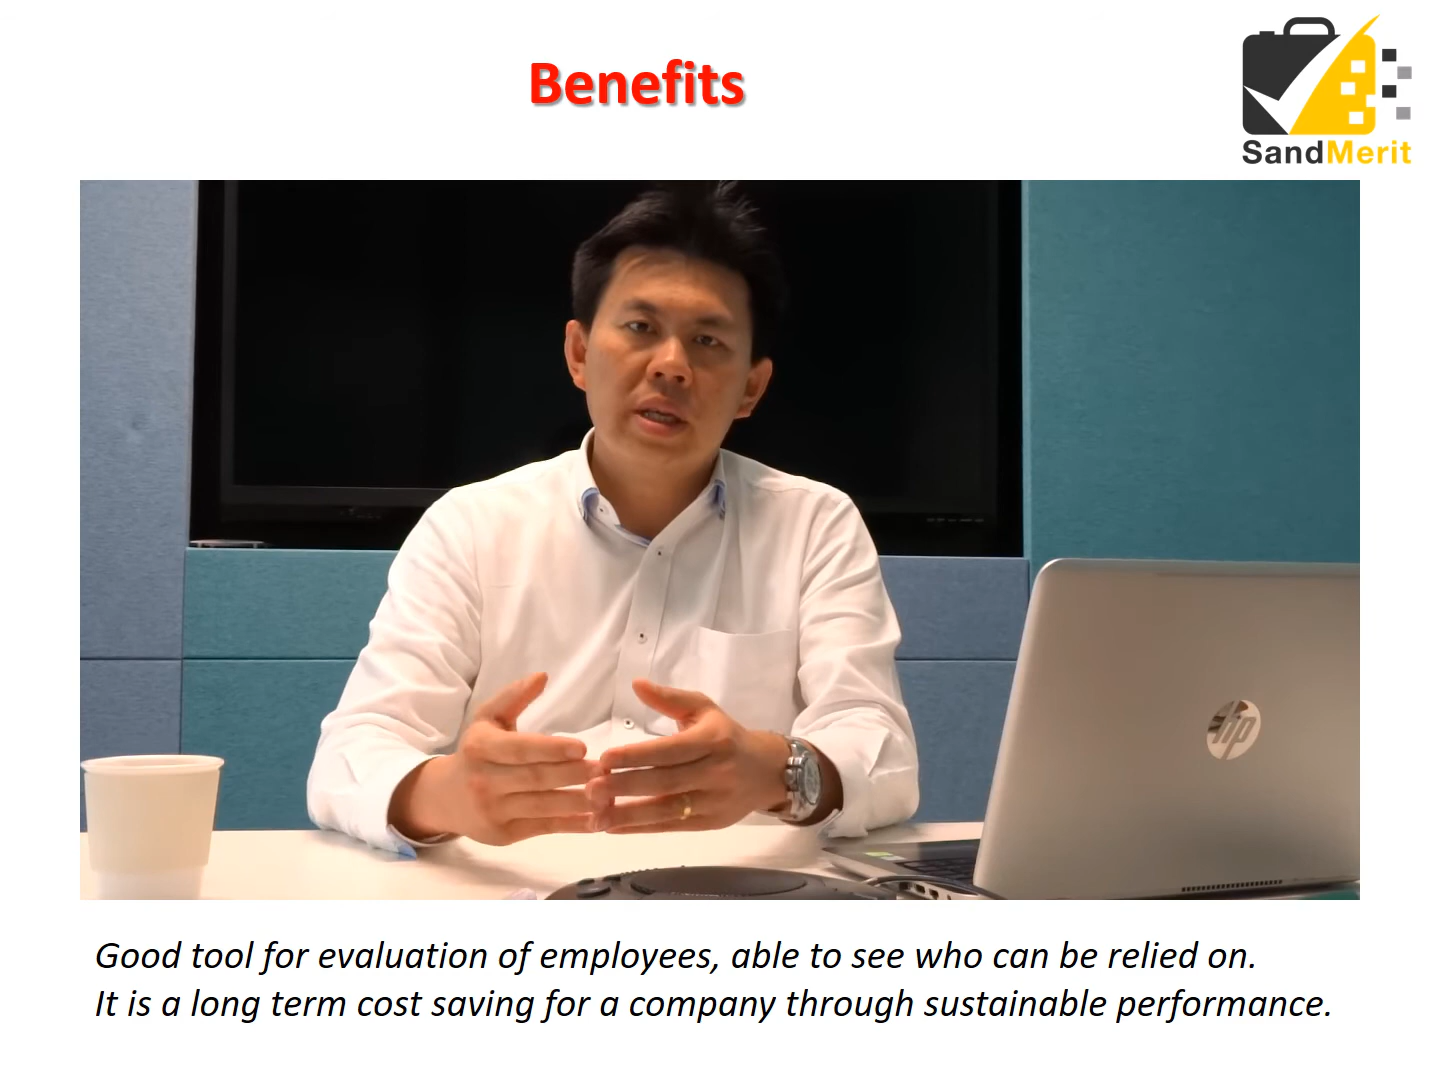 Benefits
SandMerit
hp
Good tool for evaluation of employees, able to see who can be relied on.
It is a long term cost saving for a company through sustainable performance.